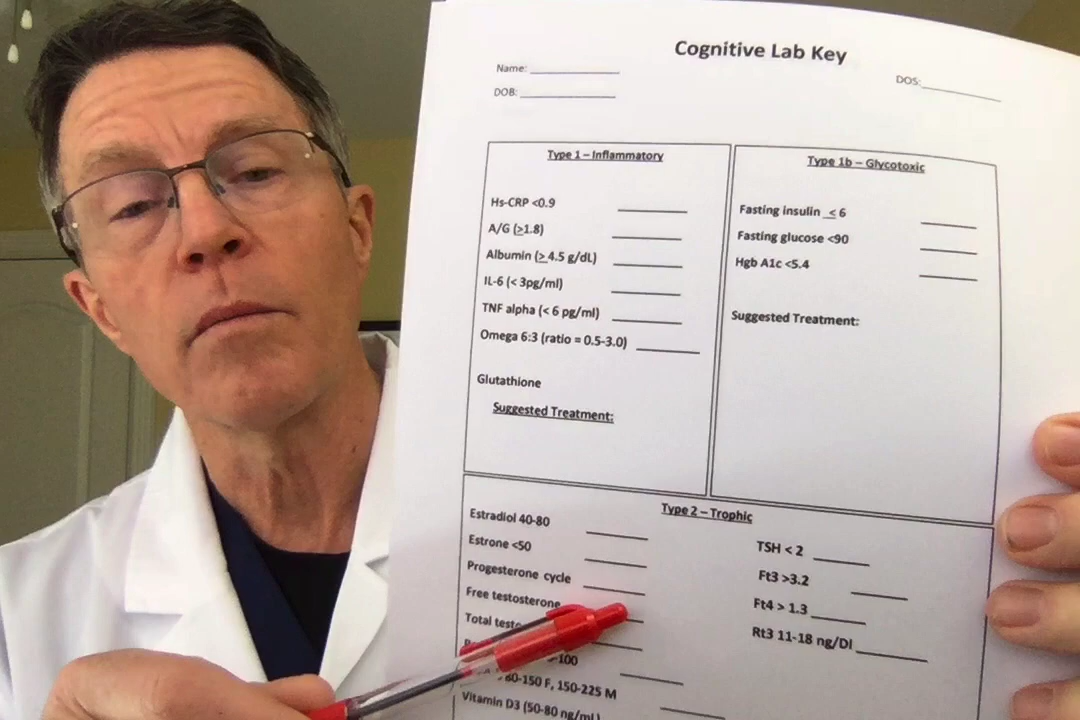 Cognitive Lab Key
Name:
DOB:
DOS:
Type 1 – Inflammatory
Hs-CRP <0.9
A/G (≥1.8)
Albumin (≥ 4.5 g/dL)
IL-6 (< 3pg/ml)
TNF alpha (< 6 pg/ml)
Omega 6:3 (ratio = 0.5-3.0)
Glutathione
Suggested Treatment:
Type 1b – Glycotoxic
Fasting insulin ≤ 6
Fasting glucose <90
Hgb A1c <5.4
Suggested Treatment:
Type 2 – Trophic
Estradiol 40-80
Estrone <50
Progesterone cycle
Free testosterone
Total
-100
150 F, 150-225 M
Vitamin D3 (50-80 ng/ml)
TSH < 2
Ft3 >3.2
Ft4 > 1.3
Rt3 11-18 ng/Dl